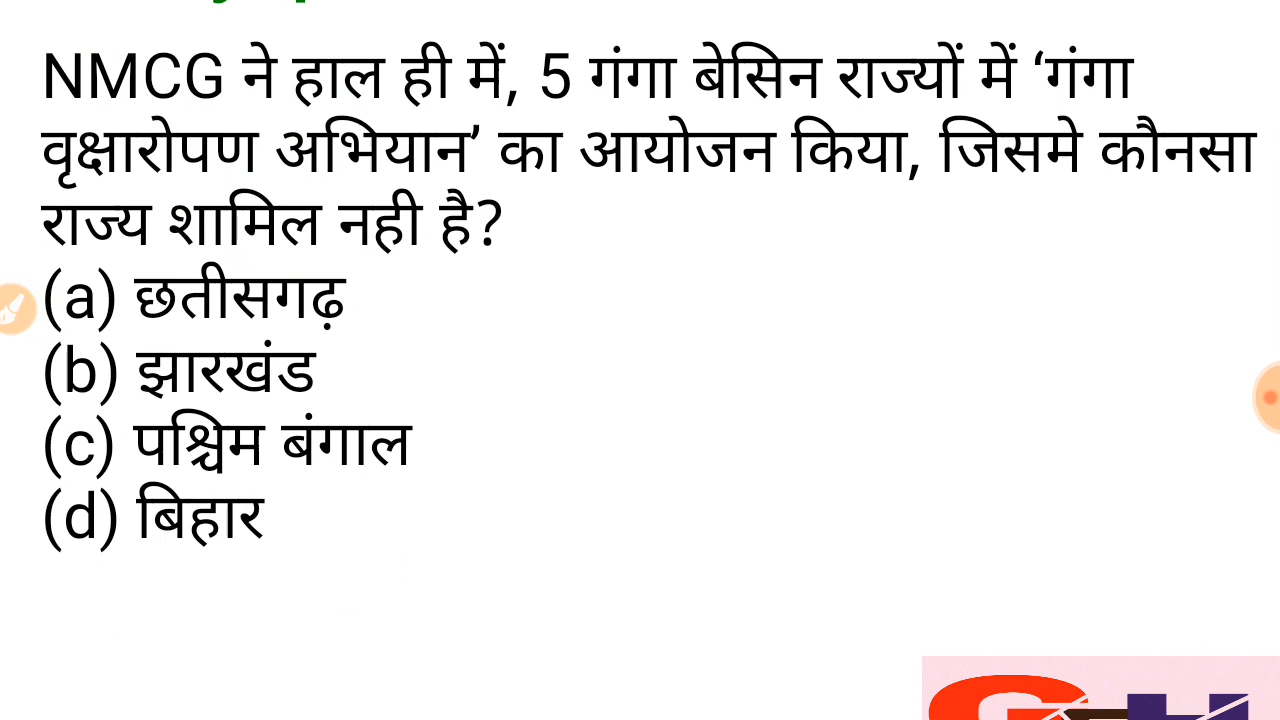 NMCG ने हाल ही में, 5 गंगा बेसिन राज्यों में ‘गंगा
वृक्षारोपण अभियान’ का आयोजन किया, जिसमे कौनसा
राज्य शामिल नही है?
(a) छतीसगढ़
(b) झारखंड
(c) पश्चिम बंगाल
(d) बिहार